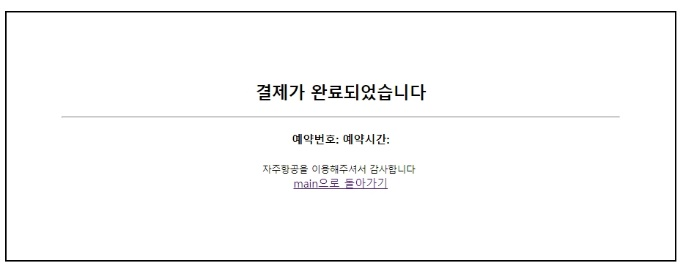 결제가 완료되었습니다
예약번호: 예약시간:
자주항공을 이용해주셔서 감사합니다
main으로 돌아가기